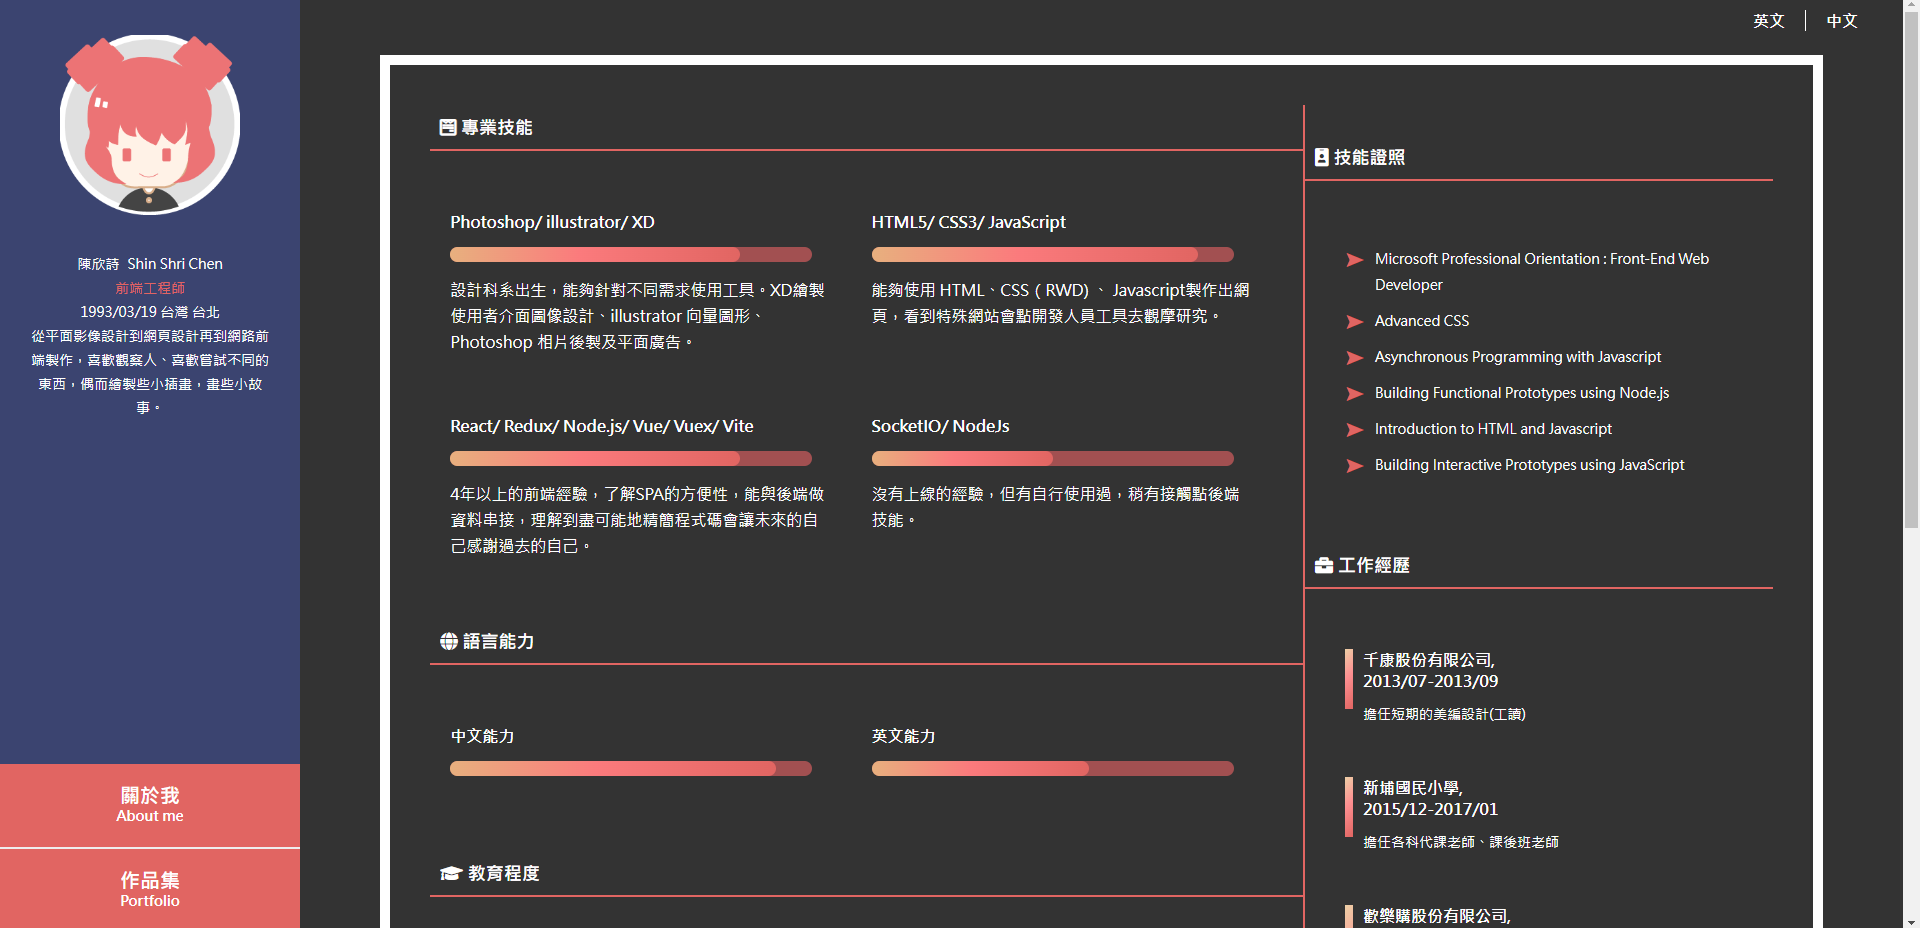 英文 中文
陳欣詩 Shin Shri Chen
前端工程師
1993/03/19 台灣 台北
從平面影像設計到網頁設計再到網路前
端製作，喜歡觀察人、喜歡嘗試不同的
東西，偶而繪製些小插畫，畫些小故
事。
關於我
About me
作品集
Portfolio
專業技能
Photoshop/ illustrator/ XD
設計科系出生，能夠針對不同需求使用工具。XD繪製
使用者介面圖像設計、illustrator 向量圖形、
Photoshop 相片後製及平面廣告。
HTML5/ CSS3/ JavaScript
能夠使用 HTML、CSS ( RWD) 、 Javascript製作出網
頁，看到特殊網站會點開發人員工具去觀摩研究。
React/ Redux/ Node.js/ Vue/ Vuex/ Vite
4年以上的前端經驗，了解SPA的方便性，能與後端做
資料串接，理解到盡可能地精簡程式碼會讓未來的自
己感謝過去的自己。
SocketIO/ NodeJs
沒有上線的經驗，但有自行使用過，稍有接觸點後端
技能。
語言能力
中文能力
英文能力
教育程度
技能證照
Microsoft Professional Orientation : Front-End Web
Developer
Advanced CSS
Asynchronous Programming with Javascript
Building Functional Prototypes using Node.js
Introduction to HTML and Javascript
Building Interactive Prototypes using JavaScript
工作經歷
千康股份有限公司,
2013/07-2013/09
擔任短期的美編設計(工讀)
新埔國民小學,
2015/12-2017/01
擔任各科代課老師、課後班老師
歡樂購股份有限公司,